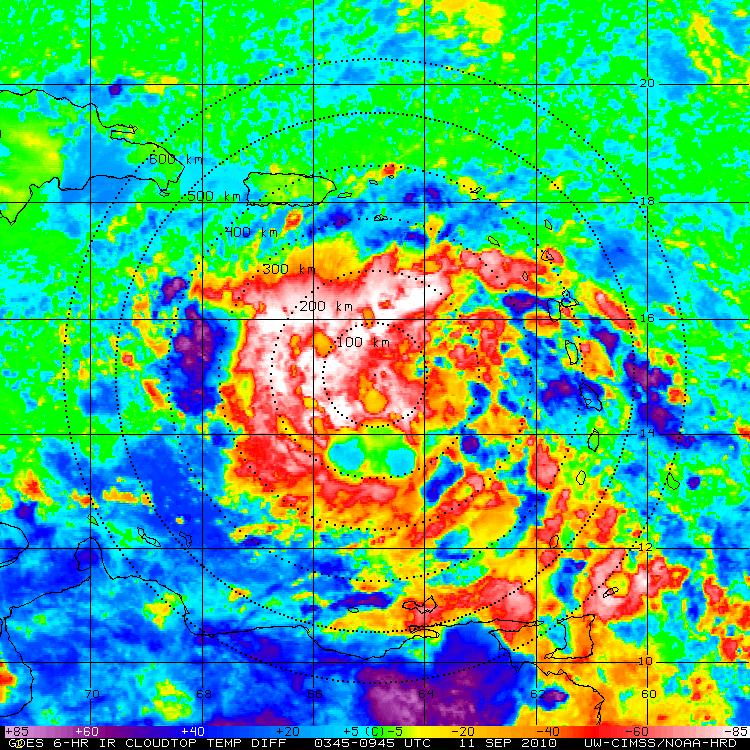 20
600 km
500 km
18
400 km
300 km
200 km
16
100 km
14
12
10
70 68 66 64 62 60
+85 +60 +40 +20 +5 (C) -5 -20 -40 -60 -85
GOES 6-HR IR CLOUDTOP TEMP DIFF 0345-0945 UTC 11 SEP 2010 UW-CIMSS/NOAA-HRD